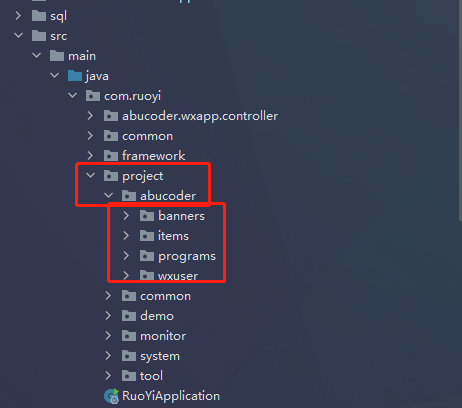 sql
src
main
java
com.ruoyi
abucoder.wxapp.controller
common
framework
project
abucoder
banners
items
programs
wxuser
common
demo
monitor
system
tool
RuoYiApplication